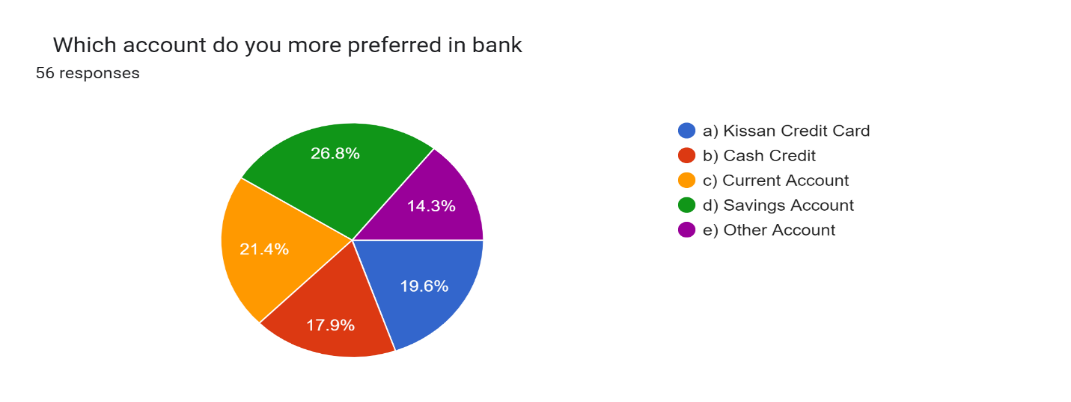 Which account do you more preferred in bank
56 responses
26.8%
14.3%
21.4%
19.6%
17.9%
a) Kissan Credit Card
b) Cash Credit
c) Current Account
d) Savings Account
e) Other Account